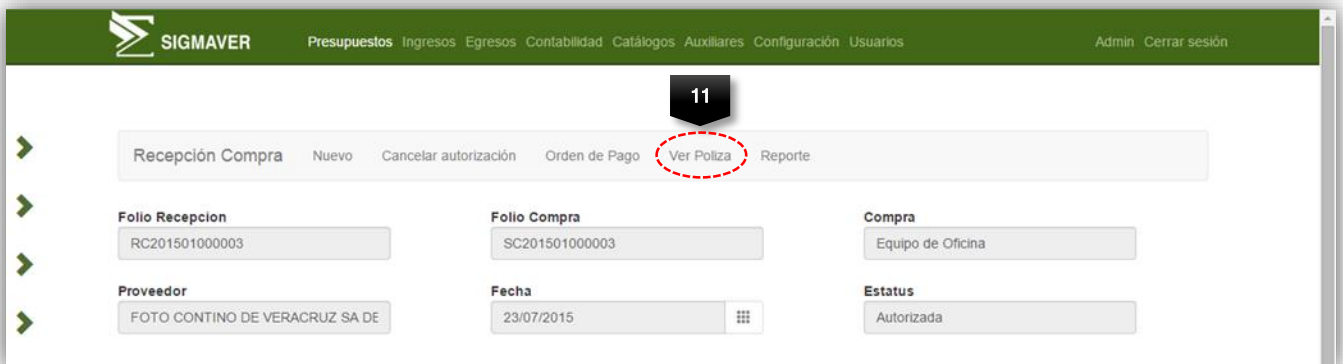 SIGMAVER Presupuestos Ingresos Egresos Contabilidad Catálogos Auxiliares Configuración Usuarios Admin Cerrar sesión
11
Recepción Compra Nuevo Cancelar autorización Orden de Pago Ver Poliza Reporte
Folio Recepcion Folio Compra Compra
RC201501000003 SC201501000003 Equipo de Oficina
Proveedor Fecha Estatus
FOTO CONTINO DE VERACRUZ SA DE 23/07/2015 Autorizada